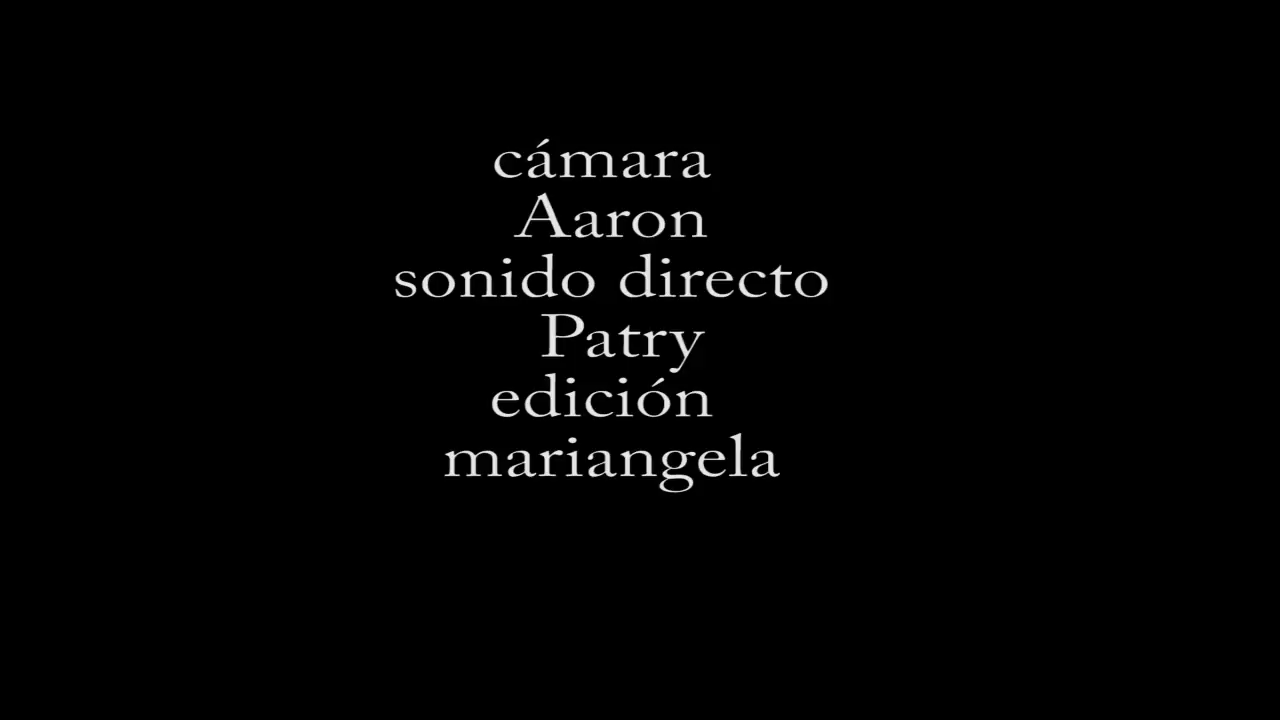 cámara
Aaron
sonido directo
Patry
edición
mariangela